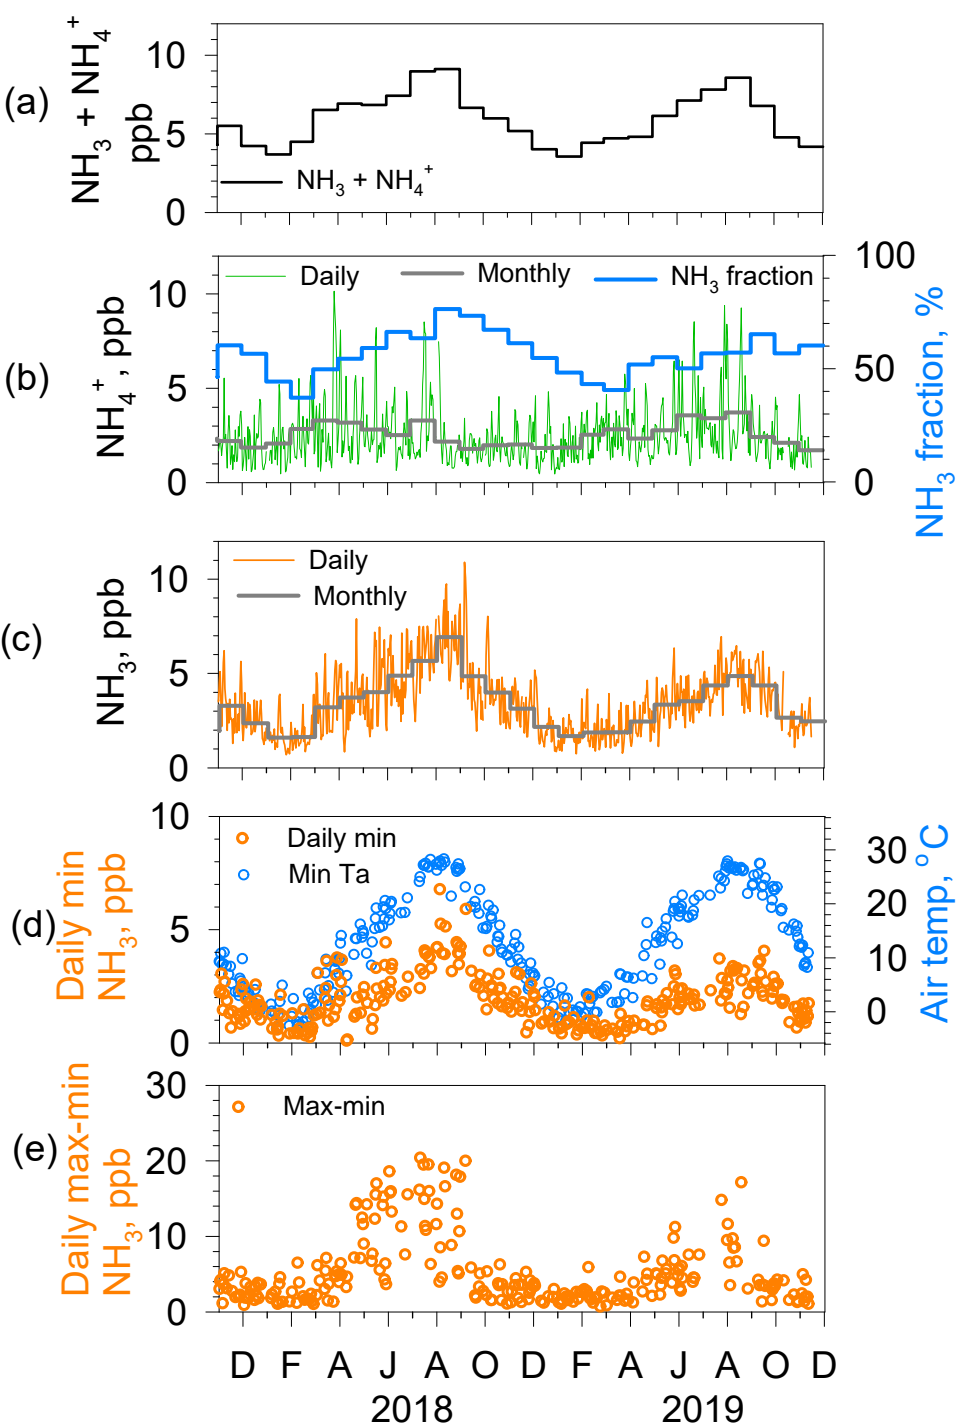 (a)
NH₃ + NH₄⁺
ppb
10
5
0
NH₃ + NH₄⁺
(b)
NH₄⁺, ppb
10
5
0
Daily
Monthly
NH₃ fraction
100
50
0
NH₃ fraction, %
(c)
NH₃, ppb
10
5
0
Daily
Monthly
(d)
Daily min
NH₃, ppb
10
5
0
Daily min
Min Ta
30
20
10
0
Air temp, °C
(e)
Daily max-min
NH₃, ppb
30
20
10
0
Max-min
D F A J A O D F A J A O D
2018 2019